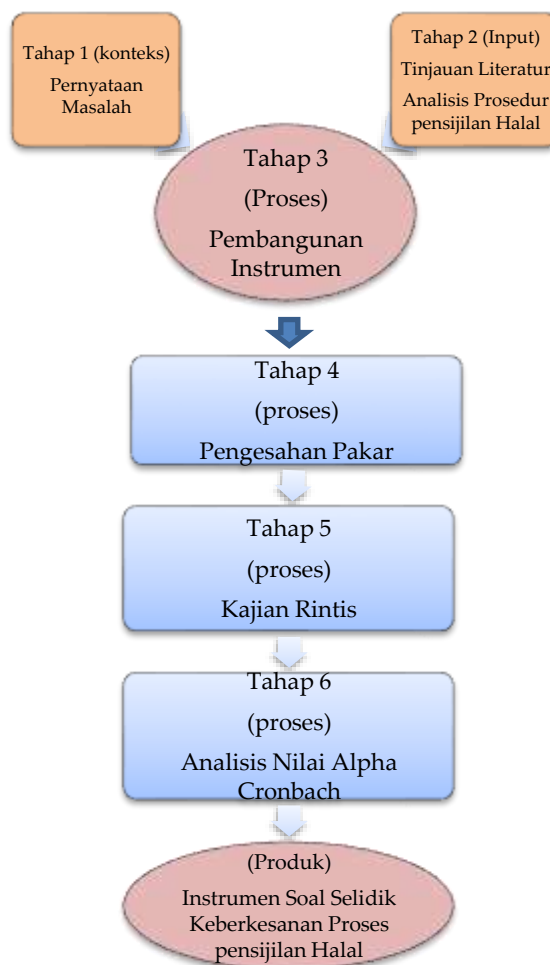 Tahap 1 (konteks)
Pernyataan
Masalah
Tahap 2 (Input)
Tinjauan Literatur
Analisis Prosedur
pensijilan Halal
Tahap 3
(Proses)
Pembangunan
Instrumen
Tahap 4
(proses)
Pengesahan Pakar
Tahap 5
(proses)
Kajian Rintis
Tahap 6
(proses)
Analisis Nilai Alpha
Cronbach
(Produk)
Instrumen Soal Selidik
Keberkesanan Proses
pensijilan Halal